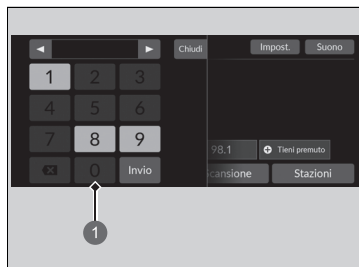 Chiudi
Impost.
Suono
1 2 3
4 5 6
7 8 9
0 Invio
98.1
Tieni premuto
cansione
Stazioni
1